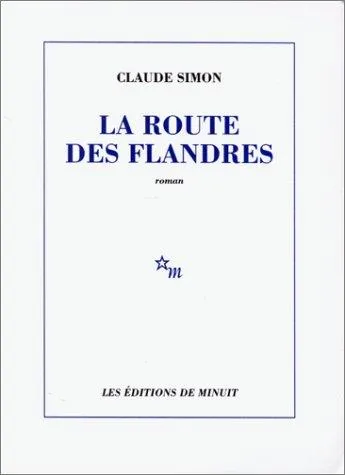 CLAUDE SIMON
LA ROUTE
DES FLANDRES
roman
m
LES ÉDITIONS DE MINUIT